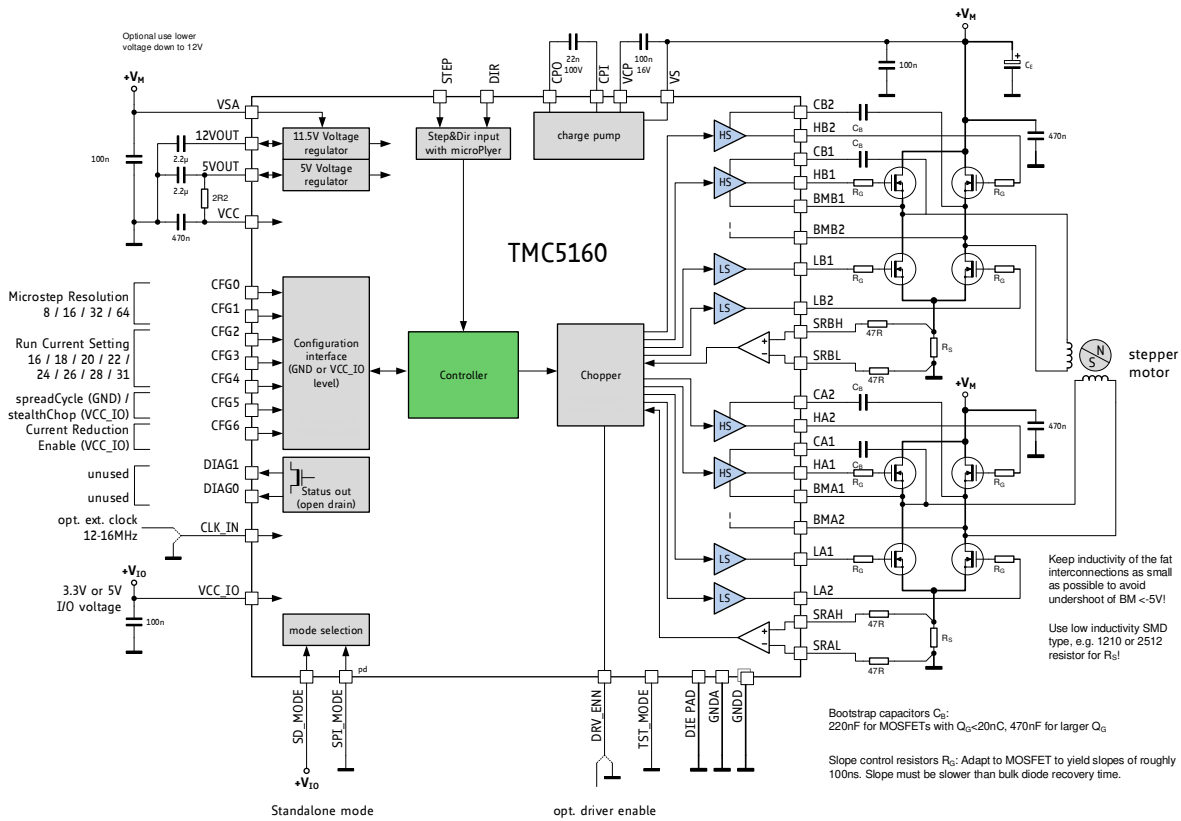 +VM
Optional use lower
voltage down to 12V
STEP
DIR
CPO
22n
100V
CPI
VCP
100n
16V
VS
100n
CE
+VM
VSA
12VOUT
2.2µ
5VOUT
2.2µ
100n
2R2
VCC
470n
11.5V Voltage
regulator
5V Voltage
regulator
Step&Dir input
with microPlyer
charge pump
TMC5160
HS
HS
LS
LS
CB2
CB
HB2
CB
CB1
HB1
RG
RG
BMB1
BMB2
LB1
RG
RG
LB2
470n
SRBH
47R
RS
SRBL
47R
N
S
stepper
motor
Microstep Resolution
8 / 16 / 32 / 64
Run Current Setting
16 / 18 / 20 / 22 /
24 / 26 / 28 / 31
spreadCycle (GND) /
stealthChop (VCC_IO)
Current Reduction
Enable (VCC_IO)
unused
unused
CFG0
CFG1
CFG2
CFG3
CFG4
CFG5
CFG6
DIAG1
DIAG0
Configuration
interface
(GND or VCC_IO
level)
Status out
(open drain)
Controller
Chopper
+VM
CA2
CB
HA2
CA1
CB
HA1
RG
RG
BMA1
BMA2
470n
HS
HS
LS
LS
LA1
RG
RG
LA2
SRAH
47R
RS
SRAL
47R
opt. ext. clock
12-16MHz
CLK_IN
+VIO
3.3V or 5V
I/O voltage
VCC_IO
100n
mode selection
pd
SD_MODE
SPI_MODE
DRV_ENN
TST_MODE
DIE PAD
GNDA
GNDD
+VIO
Standalone mode
opt. driver enable
Keep inductivity of the fat
interconnections as small
as possible to avoid
undershoot of BM <-5V!
Use low inductivity SMD
type, e.g. 1210 or 2512
resistor for RS!
Bootstrap capacitors CB:
220nF for MOSFETs with QG<20nC, 470nF for larger QG
Slope control resistors RG: Adapt to MOSFET to yield slopes of roughly
100ns. Slope must be slower than bulk diode recovery time.